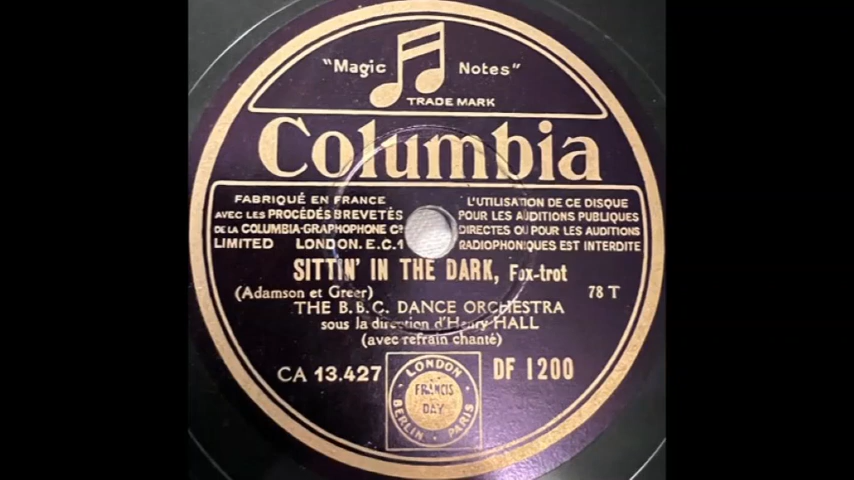 "Magic Notes"
TRADE MARK
Columbia
FABRIQUÉ EN FRANCE
AVEC LES PROCÉDÉS BREVETÉS
DE LA COLUMBIA-GRAPHOPHONE Cº
LIMITED LONDON. E.C.1
L'UTILISATION DE CE DISQUE
POUR LES AUDITIONS PUBLIQUES
DIRECTES OU POUR LES AUDITIONS
RADIOPHONIQUES EST INTERDITE
SITTIN' IN THE DARK, Fox-trot
(Adamson et Greer) 78 T
THE B.B.C. DANCE ORCHESTRA
sous la direction d'Henry HALL
(avec refrain chanté)
CA 13.427 DF 1200
LONDON
FRANCIS
DAY
BERLIN · PARIS